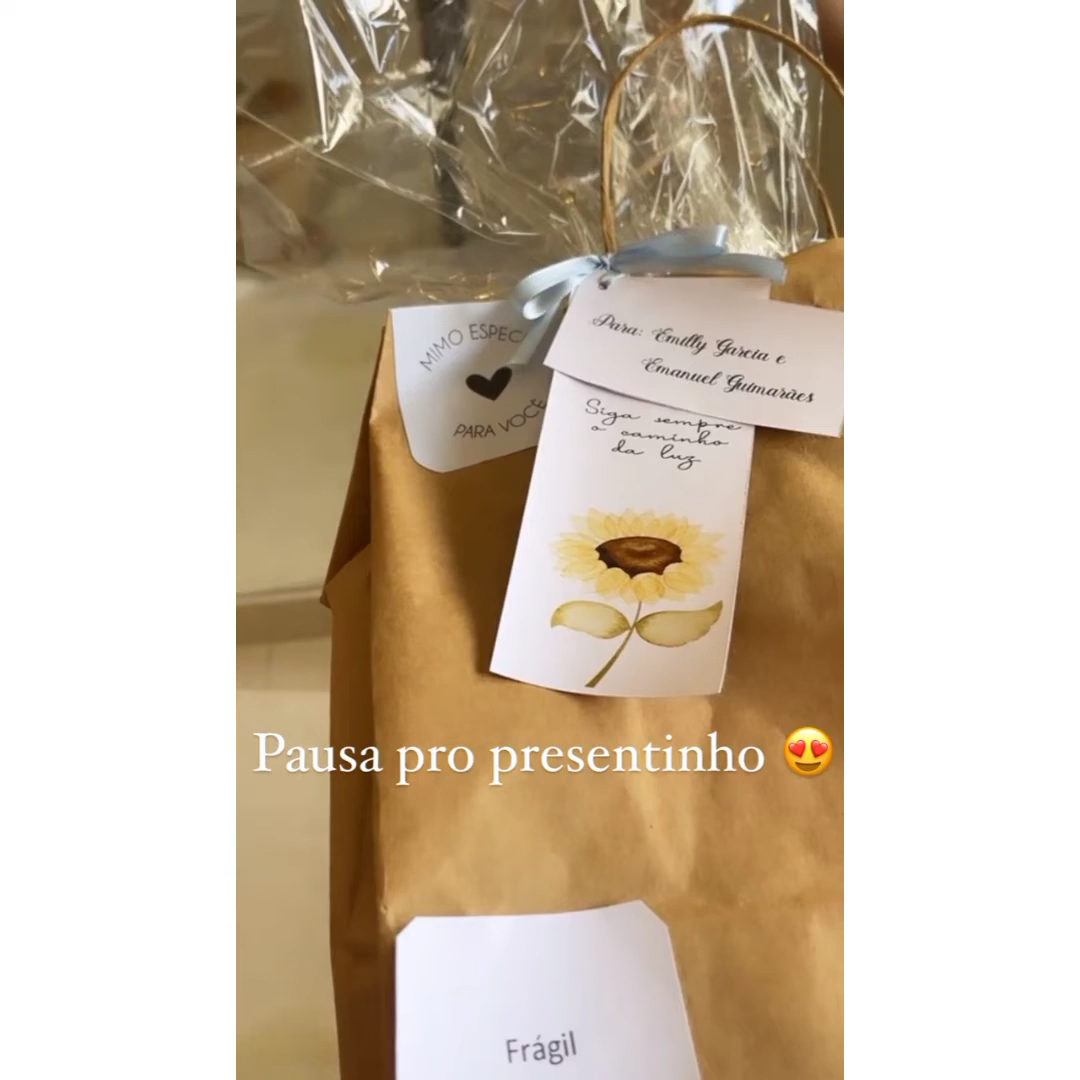 MIMO ESPEC
PARA VOCÊ
Para: Emilly Garcia e
Emanuel Guimarães
Siga sempre
o caminho
da luz
Pausa pro presentinho 😍
Frágil